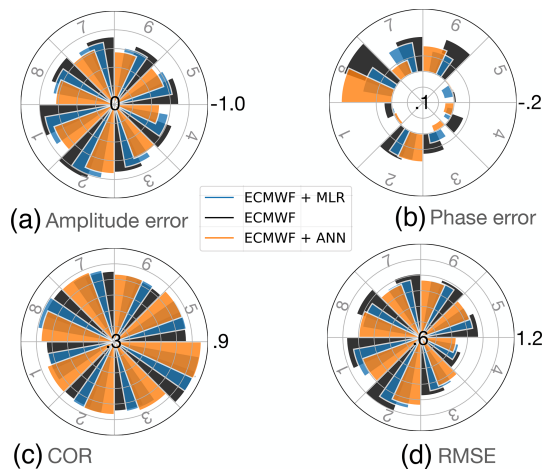 7 6
8 5
0 -1.0
1 4
2 3
(a) Amplitude error
7 6
8 5
.1 -.2
1 4
2 3
(b) Phase error
ECMWF + MLR
ECMWF
ECMWF + ANN
7 6
8 5
.3 .9
1 4
2 3
(c) COR
7 6
8 5
.6 1.2
1 4
2 3
(d) RMSE